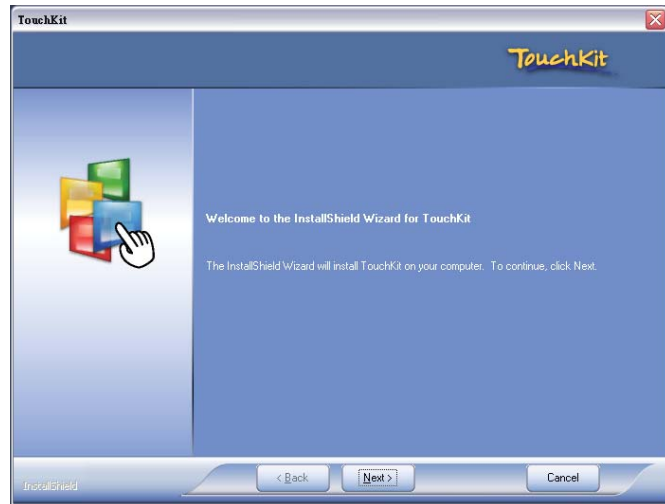 TouchKit
TouchKit
Welcome to the InstallShield Wizard for TouchKit
The InstallShield Wizard will install TouchKit on your computer. To continue, click Next.
InstallShield
< Back
Next >
Cancel